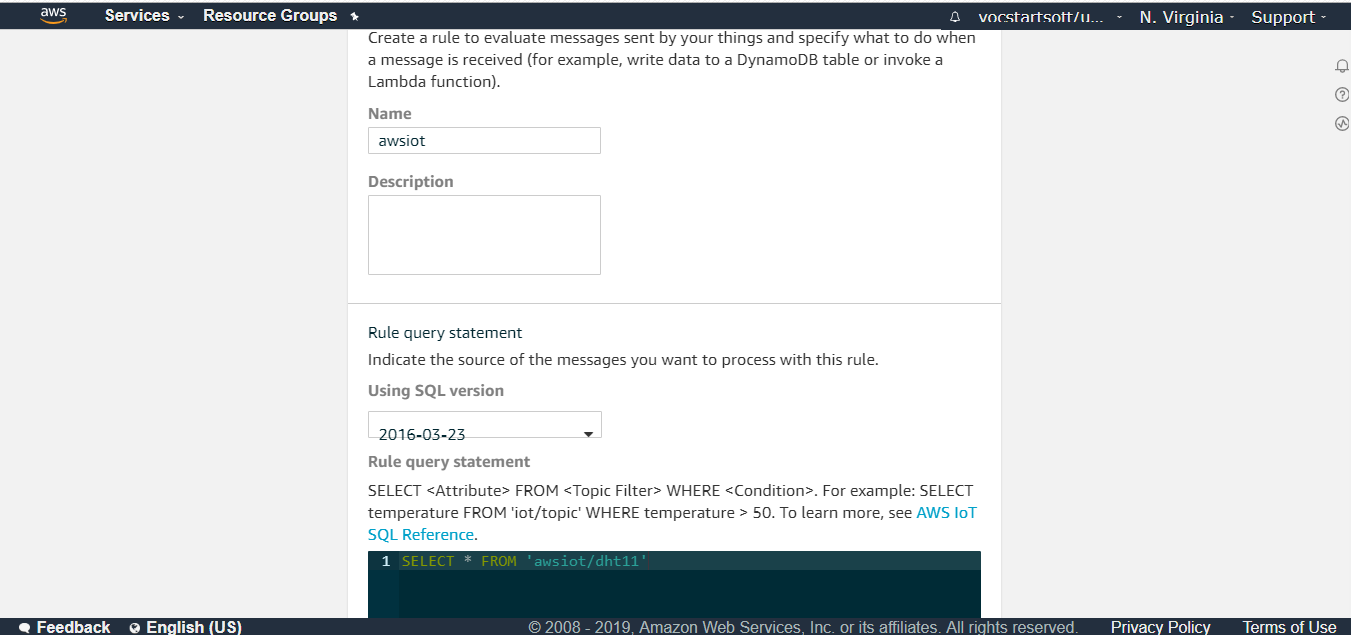 aws Services Resource Groups vocstartsoft/u... N. Virginia Support
Create a rule to evaluate messages sent by your things and specify what to do when
a message is received (for example, write data to a DynamoDB table or invoke a
Lambda function).
Name
awsiot
Description
Rule query statement
Indicate the source of the messages you want to process with this rule.
Using SQL version
2016-03-23
Rule query statement
SELECT <Attribute> FROM <Topic Filter> WHERE <Condition>. For example: SELECT
temperature FROM 'iot/topic' WHERE temperature > 50. To learn more, see AWS IoT
SQL Reference.
1 SELECT * FROM 'awsiot/dht11'
Feedback English (US) © 2008 - 2019, Amazon Web Services, Inc. or its affiliates. All rights reserved. Privacy Policy Terms of Use